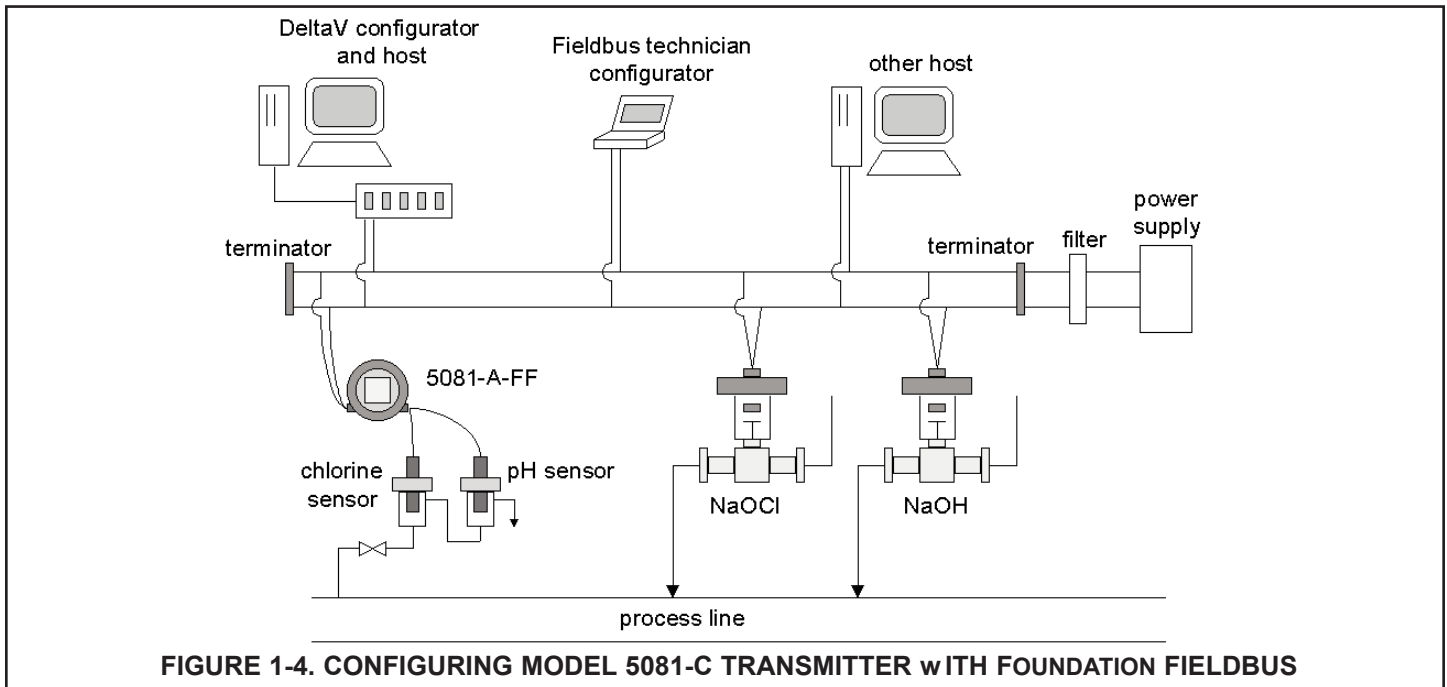 DeltaV configurator
and host
Fieldbus technician
configurator
other host
power
supply
terminator
terminator
filter
5081-A-FF
chlorine
sensor
pH sensor
NaOCl
NaOH
process line
FIGURE 1-4. CONFIGURING MODEL 5081-C TRANSMITTER wITH FOUNDATION FIELDBUS